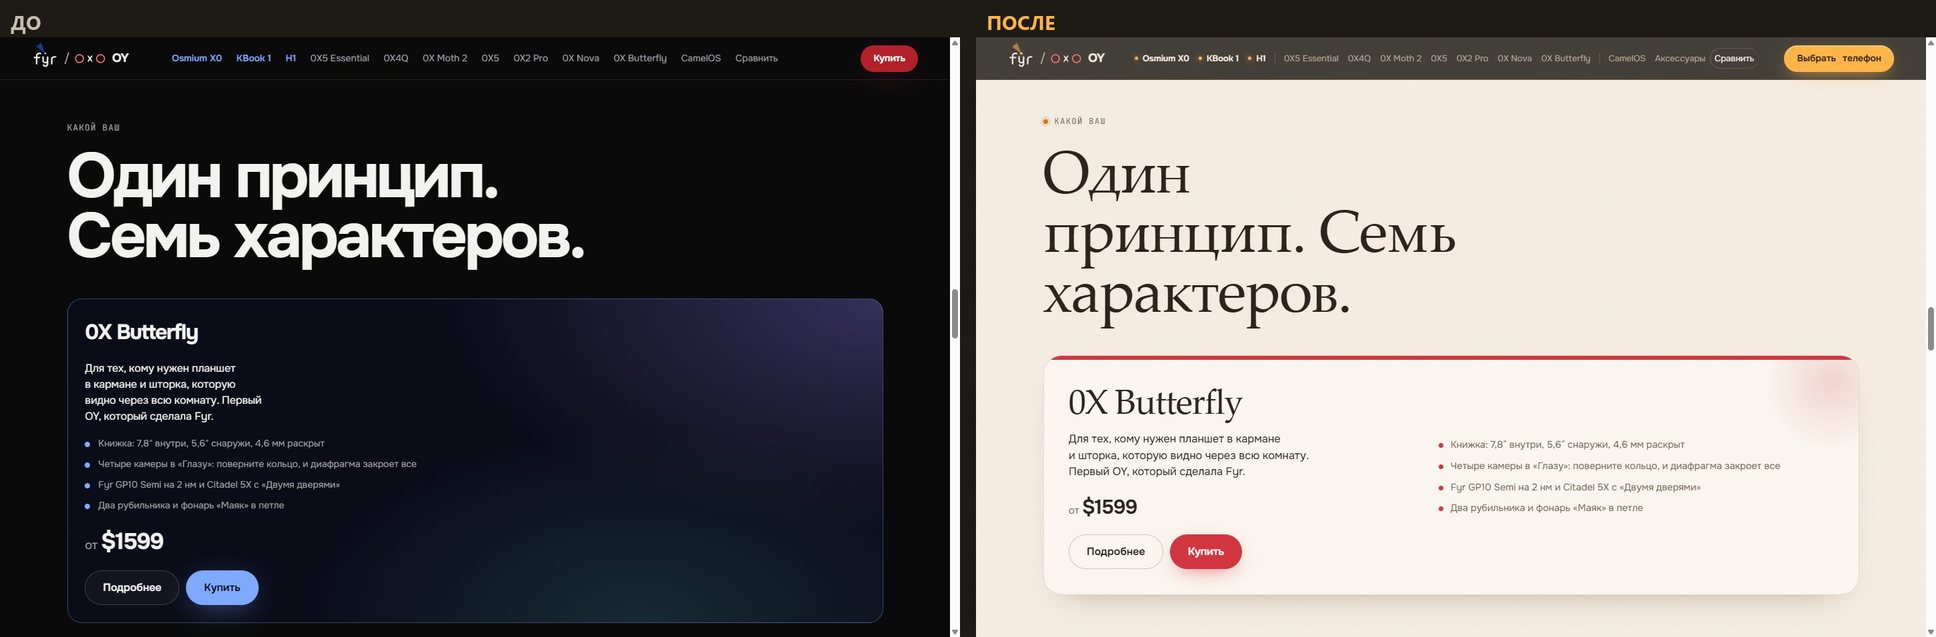 ДО
fyr / O x O OY Osmium X0 KBook 1 H1 0X5 Essential 0X4Q 0X Moth 2 0X5 0X2 Pro 0X Nova 0X Butterfly CamelOS Сравнить Купить
КАКОЙ ВАШ
Один принцип.
Семь характеров.
0X Butterfly
Для тех, кому нужен планшет
в кармане и шторка, которую
видно через всю комнату. Первый
OY, который сделала Fyr.
Книжка: 7,8″ внутри, 5,6″ снаружи, 4,6 мм раскрыт
Четыре камеры в «Глазу»: поверните кольцо, и диафрагма закроет все
Fyr GP10 Semi на 2 нм и Citadel 5X с «Двумя дверями»
Два рубильника и фонарь «Маяк» в петле
от $1599
Подробнее Купить
ПОСЛЕ
fyr / O x O OY Osmium X0 KBook 1 H1 0X5 Essential 0X4Q 0X Moth 2 0X5 0X2 Pro 0X Nova 0X Butterfly CamelOS Аксессуары Сравнить Выбрать телефон
КАКОЙ ВАШ
Один
принцип. Семь
характеров.
0X Butterfly
Для тех, кому нужен планшет в кармане
и шторка, которую видно через всю комнату.
Первый OY, который сделала Fyr.
от $1599
Подробнее Купить
Книжка: 7,8″ внутри, 5,6″ снаружи, 4,6 мм раскрыт
Четыре камеры в «Глазу»: поверните кольцо, и диафрагма закроет все
Fyr GP10 Semi на 2 нм и Citadel 5X с «Двумя дверями»
Два рубильника и фонарь «Маяк» в петле